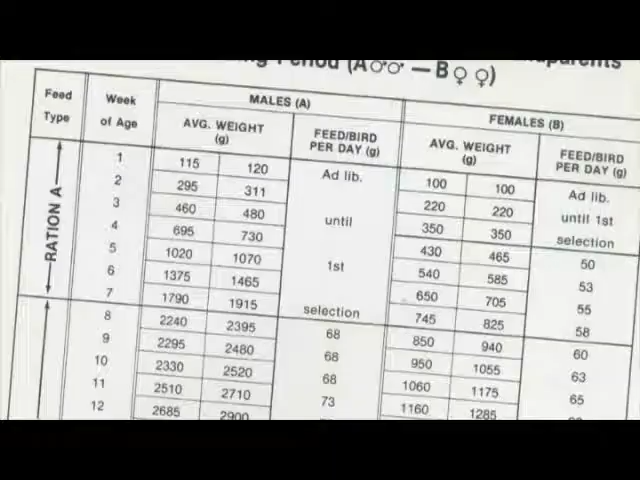 Period (A♂♂ — B♀ ♀)
Feed Type Week of Age MALES (A) FEMALES (B)
AVG. WEIGHT (g) FEED/BIRD PER DAY (g) AVG. WEIGHT (g) FEED/BIRD PER DAY (g)
RATION A
1 115 120 Ad lib. 100 100 Ad lib.
2 295 311 220 220 until 1st
3 460 480 until 350 350 selection
4 695 730 430 465 50
5 1020 1070 1st 540 585 53
6 1375 1465 650 705 55
7 1790 1915 selection 745 825 58
8 2240 2395 68 850 940 60
9 2295 2480 68 950 1055 63
10 2330 2520 68 1060 1175 65
11 2510 2710 73 1160 1285
12 2685 2900